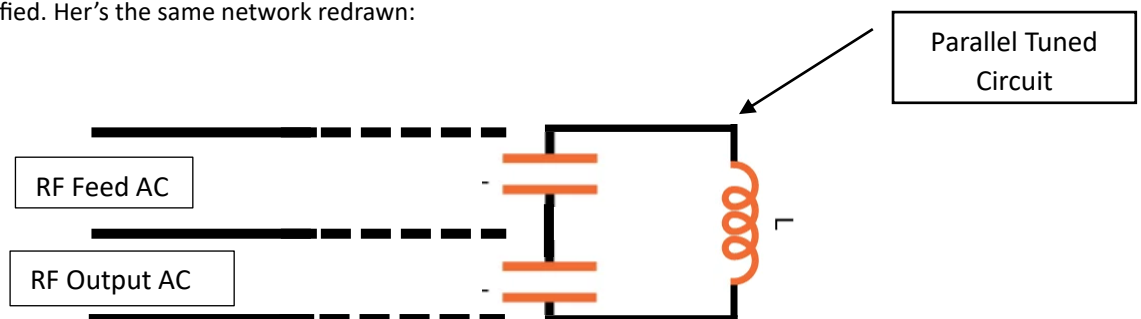 fied. Her’s the same network redrawn:
Parallel Tuned
Circuit
RF Feed AC
L
RF Output AC